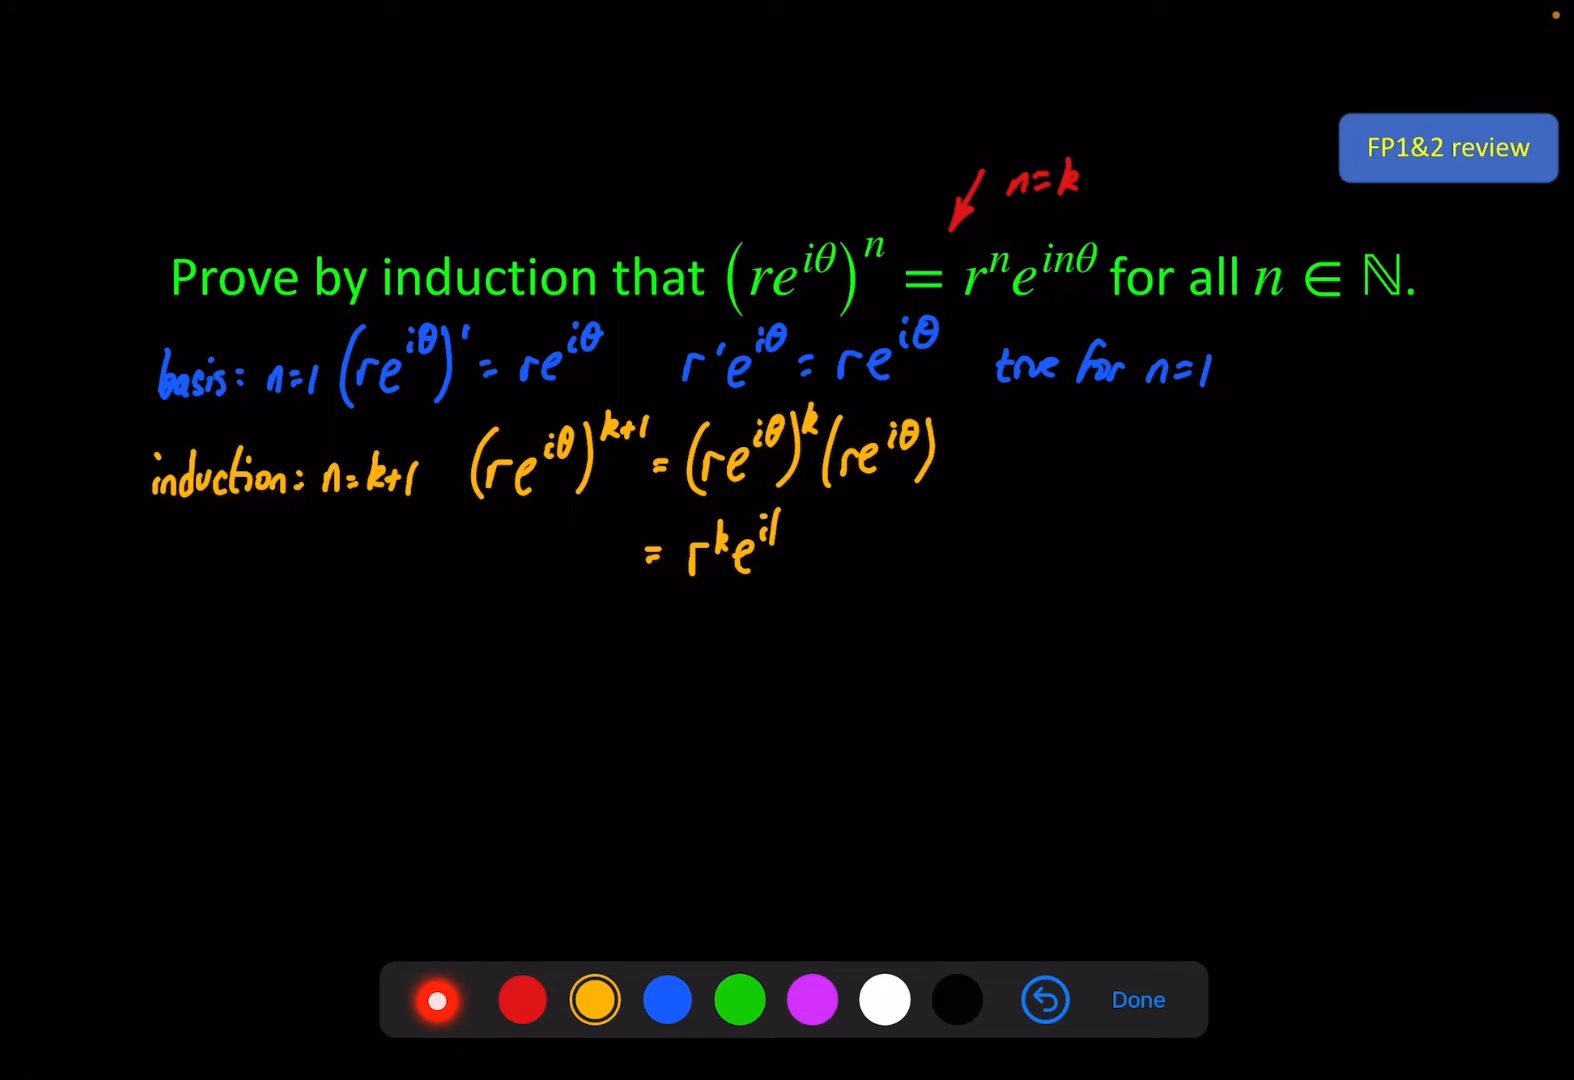 FP1&2 review
n=k
Prove by induction that (re^{iθ})^n = r^n e^{inθ} for all n ∈ ℕ.
basis: n=1 (re^{iθ})^1 = re^{iθ} r^1 e^{iθ} = re^{iθ} true for n=1
induction: n=k+1 (re^{iθ})^{k+1} = (re^{iθ})^k (re^{iθ})
= r^k e^{i
Done